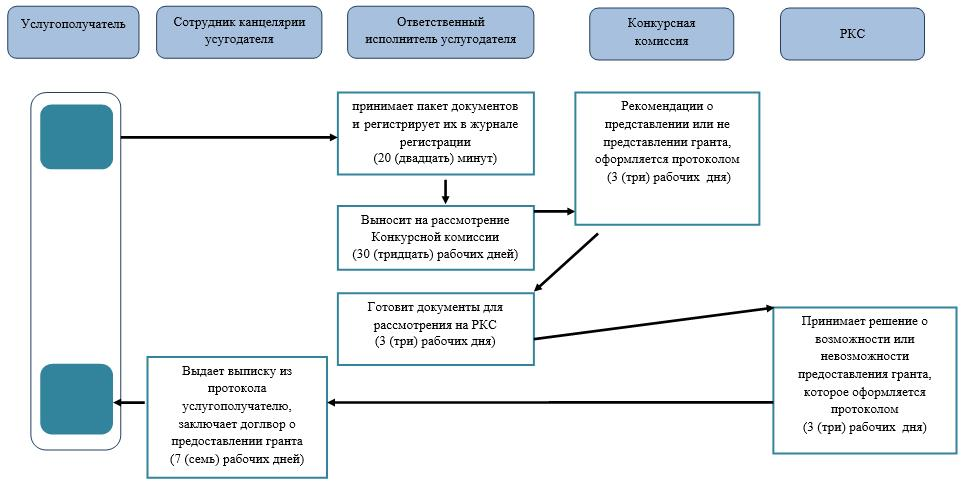 Услугополучатель
Сотрудник канцелярии
усугодателя
Ответственный
исполнитель услугодателя
Конкурсная
комиссия
РКС
принимает пакет документов
и регистрирует их в журнале
регистрации
(20 (двадцать) минут)
Рекомендации о
представлении или не
представлении гранта,
оформляется протоколом
(3 (три) рабочих дня)
Выносит на рассмотрение
Конкурсной комиссии
(30 (тридцать) рабочих дней)
Готовит документы для
рассмотрения на РКС
(3 (три) рабочих дня)
Принимает решение о
возможности или
невозможности
предоставления гранта,
которое оформляется
протоколом
(3 (три) рабочих дня)
Выдает выписку из
протокола
услугополучателю,
заключает доглвор о
предоставлении гранта
(7 (семь) рабочих дней)